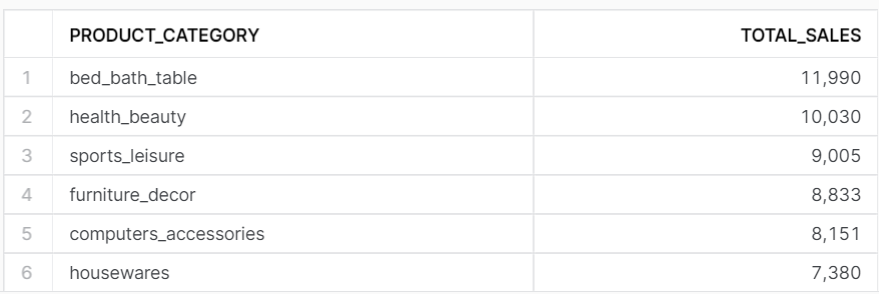 PRODUCT_CATEGORY TOTAL_SALES
1 bed_bath_table 11,990
2 health_beauty 10,030
3 sports_leisure 9,005
4 furniture_decor 8,833
5 computers_accessories 8,151
6 housewares 7,380